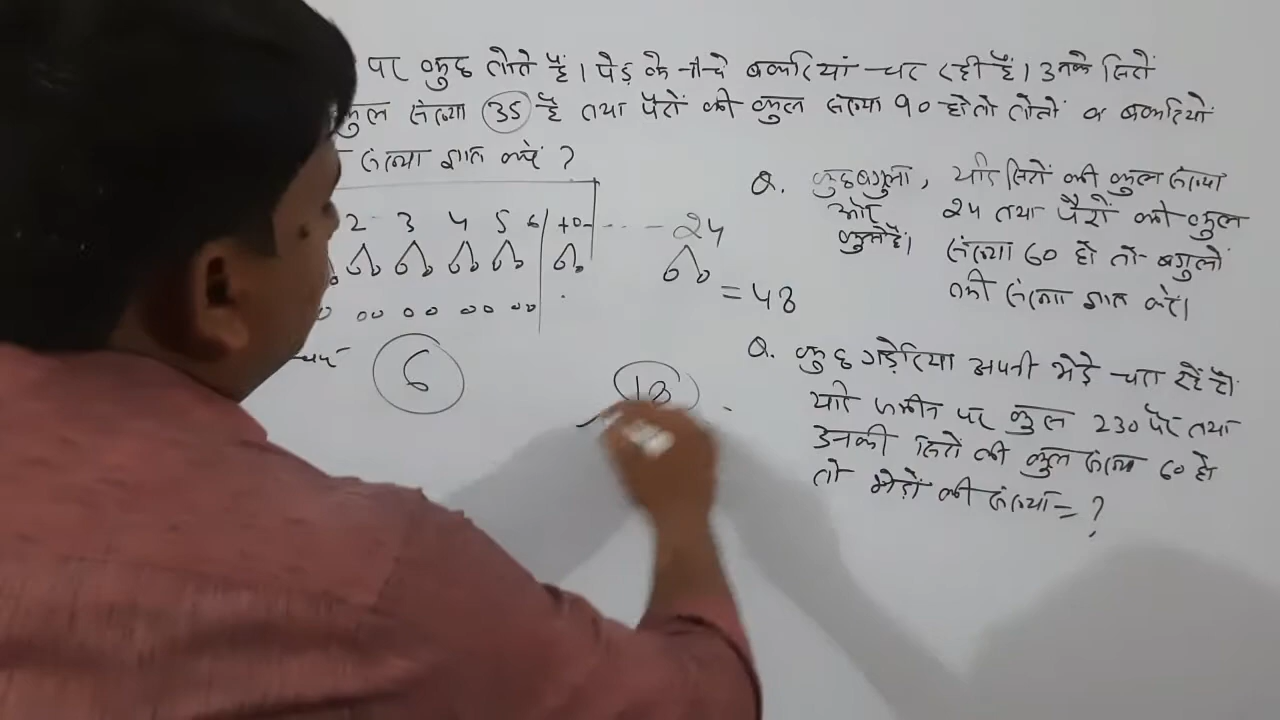 पर कुछ तोते हैं। पेड़ के नीचे बकरियां चर रही हैं। उनके सिरों
कुल संख्या 35 है तथा पैरों की कुल संख्या 90 हो तो तोतों व बकरियों
संख्या ज्ञात करें ?
2 3 4 5 6 +0- - - - 24
= 48
6
18
Q. कुछ बगुला, यदि सिरों की कुल संख्या
और 24 तथा पैरों की कुल
संख्या 60 हो तो बगुलों
की संख्या ज्ञात करें।
Q. कुछ गड़ेरिया अपनी भेड़े चरा रहें हैं।
यदि जमीन पर कुल 230 पैर तथा
उनकी सिरों की कुल संख्या 60 हो
तो भेड़ों की संख्या = ?